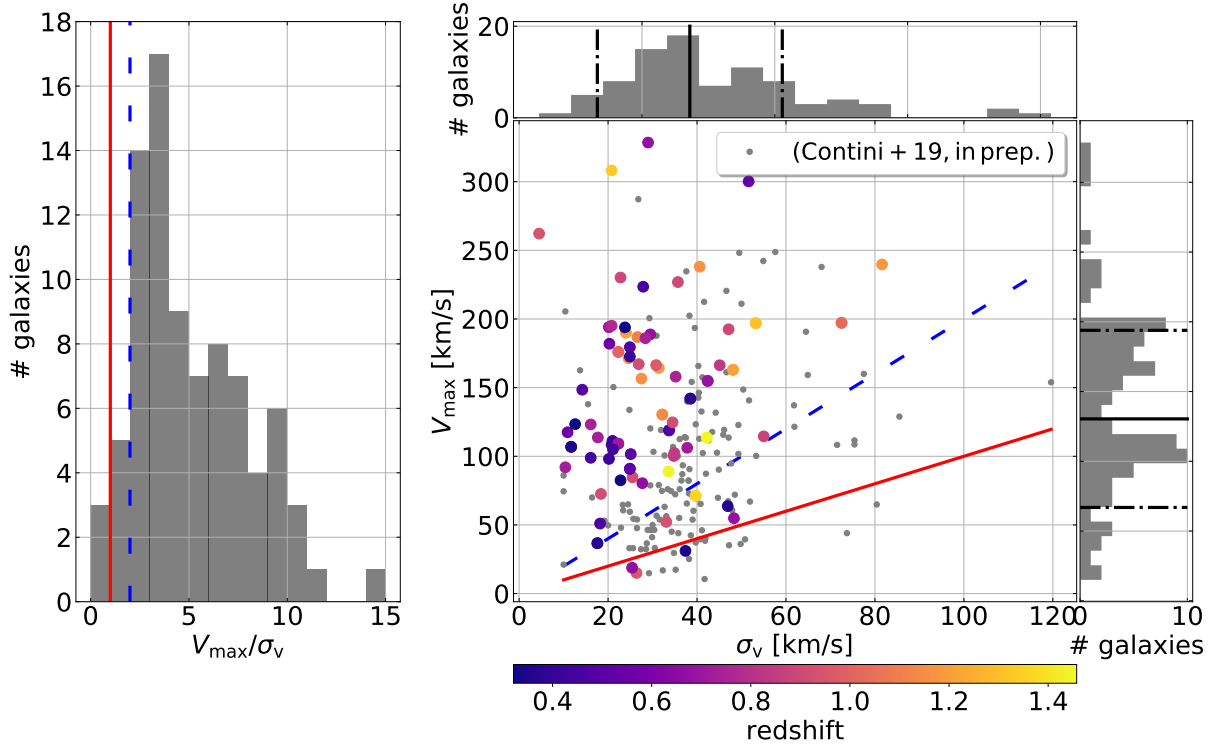 18
16
14
12
10
8
6
4
2
0
# galaxies
0 5 10 15
V_max/σ_v
20
0
# galaxies
(Contini + 19, in prep. )
300
250
200
150
100
50
0
V_max [km/s]
0 20 40 60 80 100 120
σ_v [km/s]
0 10
# galaxies
0.4 0.6 0.8 1.0 1.2 1.4
redshift